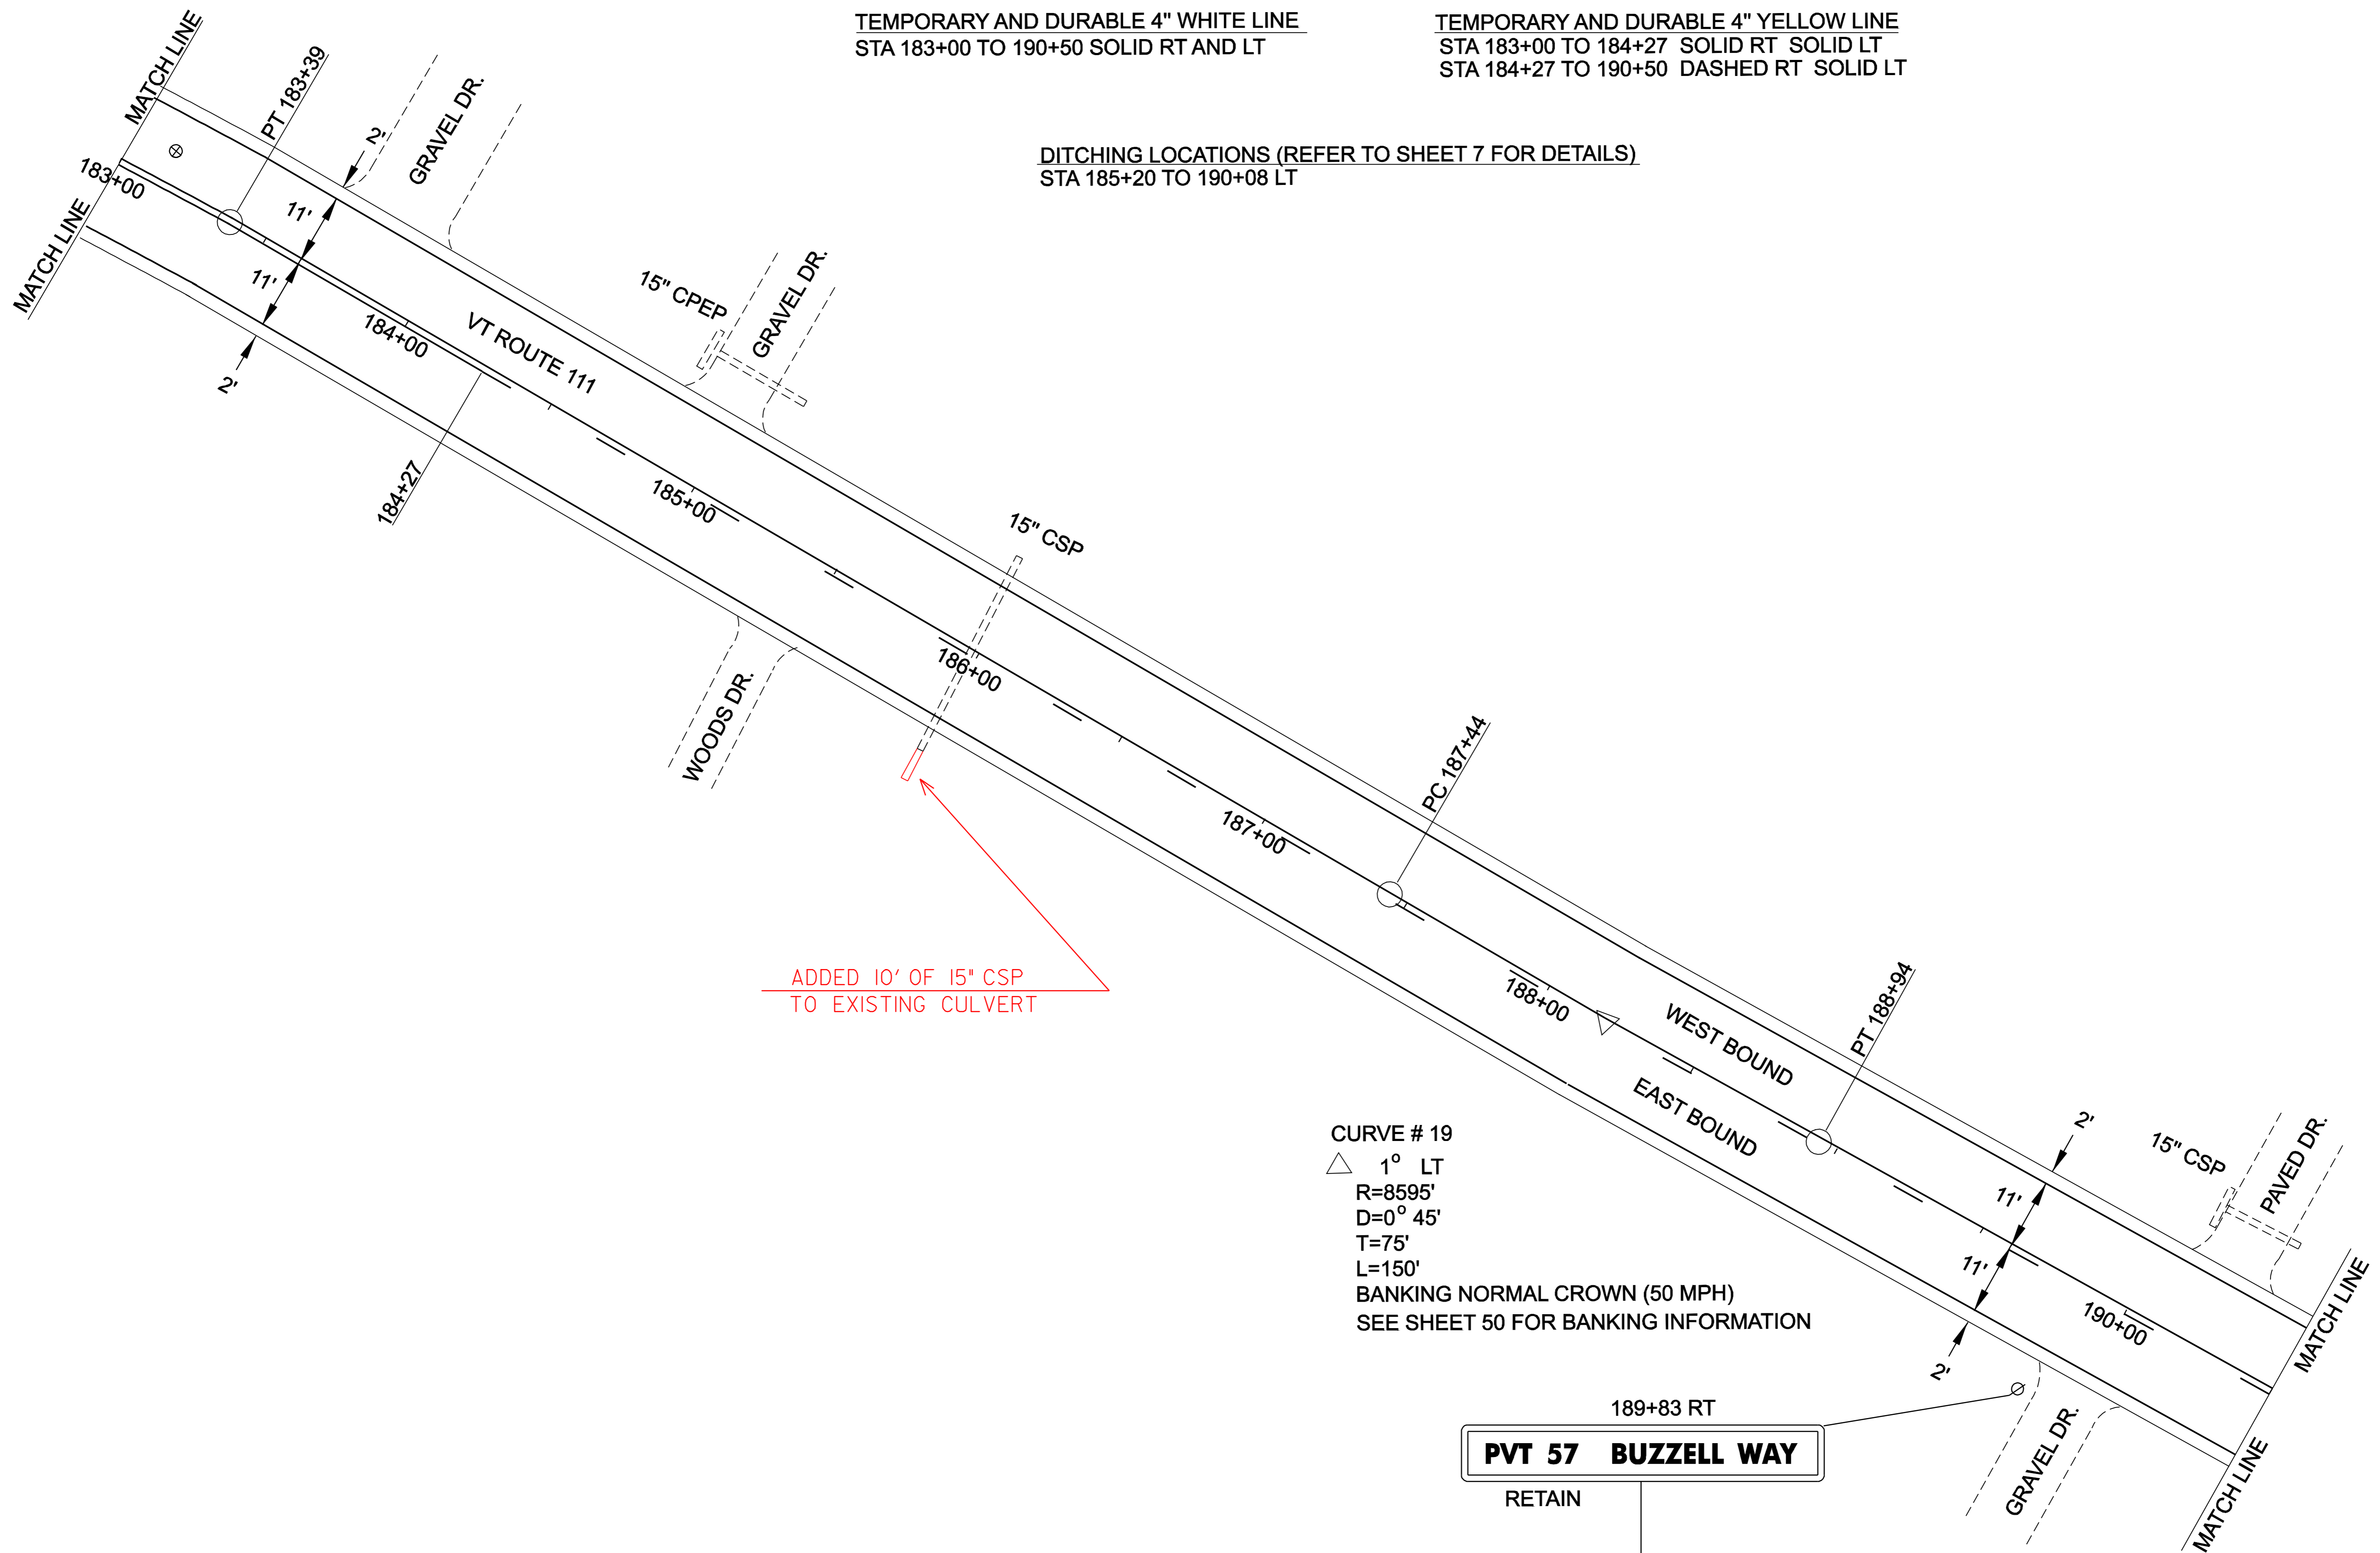 TEMPORARY AND DURABLE 4" WHITE LINE
STA 183+00 TO 190+50 SOLID RT AND LT
TEMPORARY AND DURABLE 4" YELLOW LINE
STA 183+00 TO 184+27 SOLID RT SOLID LT
STA 184+27 TO 190+50 DASHED RT SOLID LT
DITCHING LOCATIONS (REFER TO SHEET 7 FOR DETAILS)
STA 185+20 TO 190+08 LT
MATCH LINE
183+00
MATCH LINE
PT 183+39
2'
GRAVEL DR.
11'
11'
2'
184+00
VT ROUTE 111
184+27
15" CPEP
GRAVEL DR.
185+00
WOODS DR.
15" CSP
186+00
ADDED 10' OF 15" CSP
TO EXISTING CULVERT
187+00
PC 187+44
188+00
WEST BOUND
EAST BOUND
PT 188+94
CURVE # 19
△ 1° LT
R=8595'
D=0° 45'
T=75'
L=150'
BANKING NORMAL CROWN (50 MPH)
SEE SHEET 50 FOR BANKING INFORMATION
2'
11'
11'
2'
15" CSP
PAVED DR.
190+00
MATCH LINE
MATCH LINE
GRAVEL DR.
189+83 RT
PVT 57 BUZZELL WAY
RETAIN